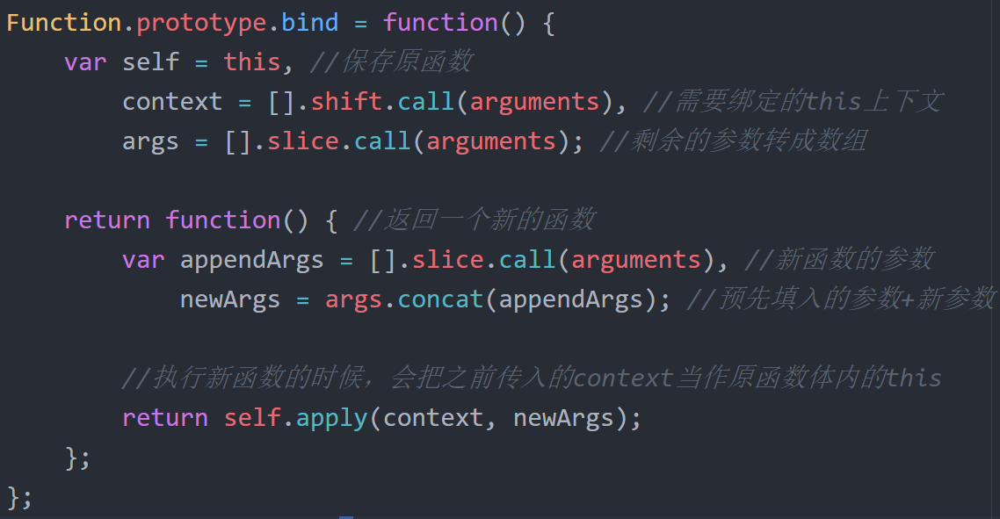 Function.prototype.bind = function() {
    var self = this, //保存原函数
        context = [].shift.call(arguments), //需要绑定的this上下文
        args = [].slice.call(arguments); //剩余的参数转成数组
    return function() { //返回一个新的函数
        var appendArgs = [].slice.call(arguments), //新函数的参数
            newArgs = args.concat(appendArgs); //预先填入的参数+新参数
        //执行新函数的时候，会把之前传入的context当作原函数体内的this
        return self.apply(context, newArgs);
    };
};